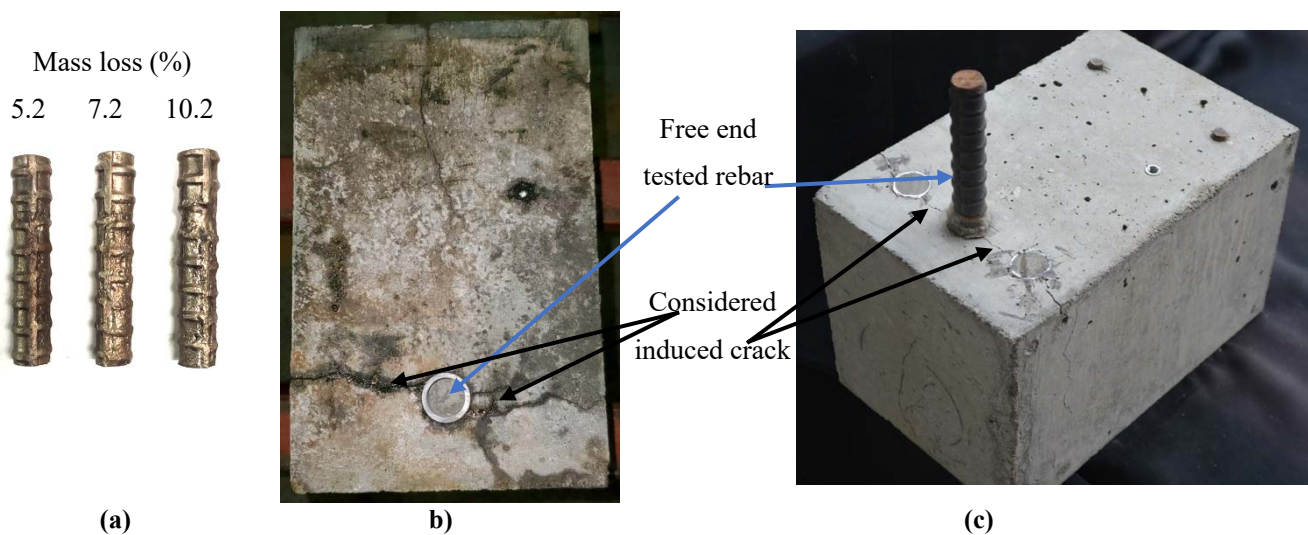 Mass loss (%)
5.2 7.2 10.2
Free end
tested rebar
Considered
induced crack
(a)
b)
(c)